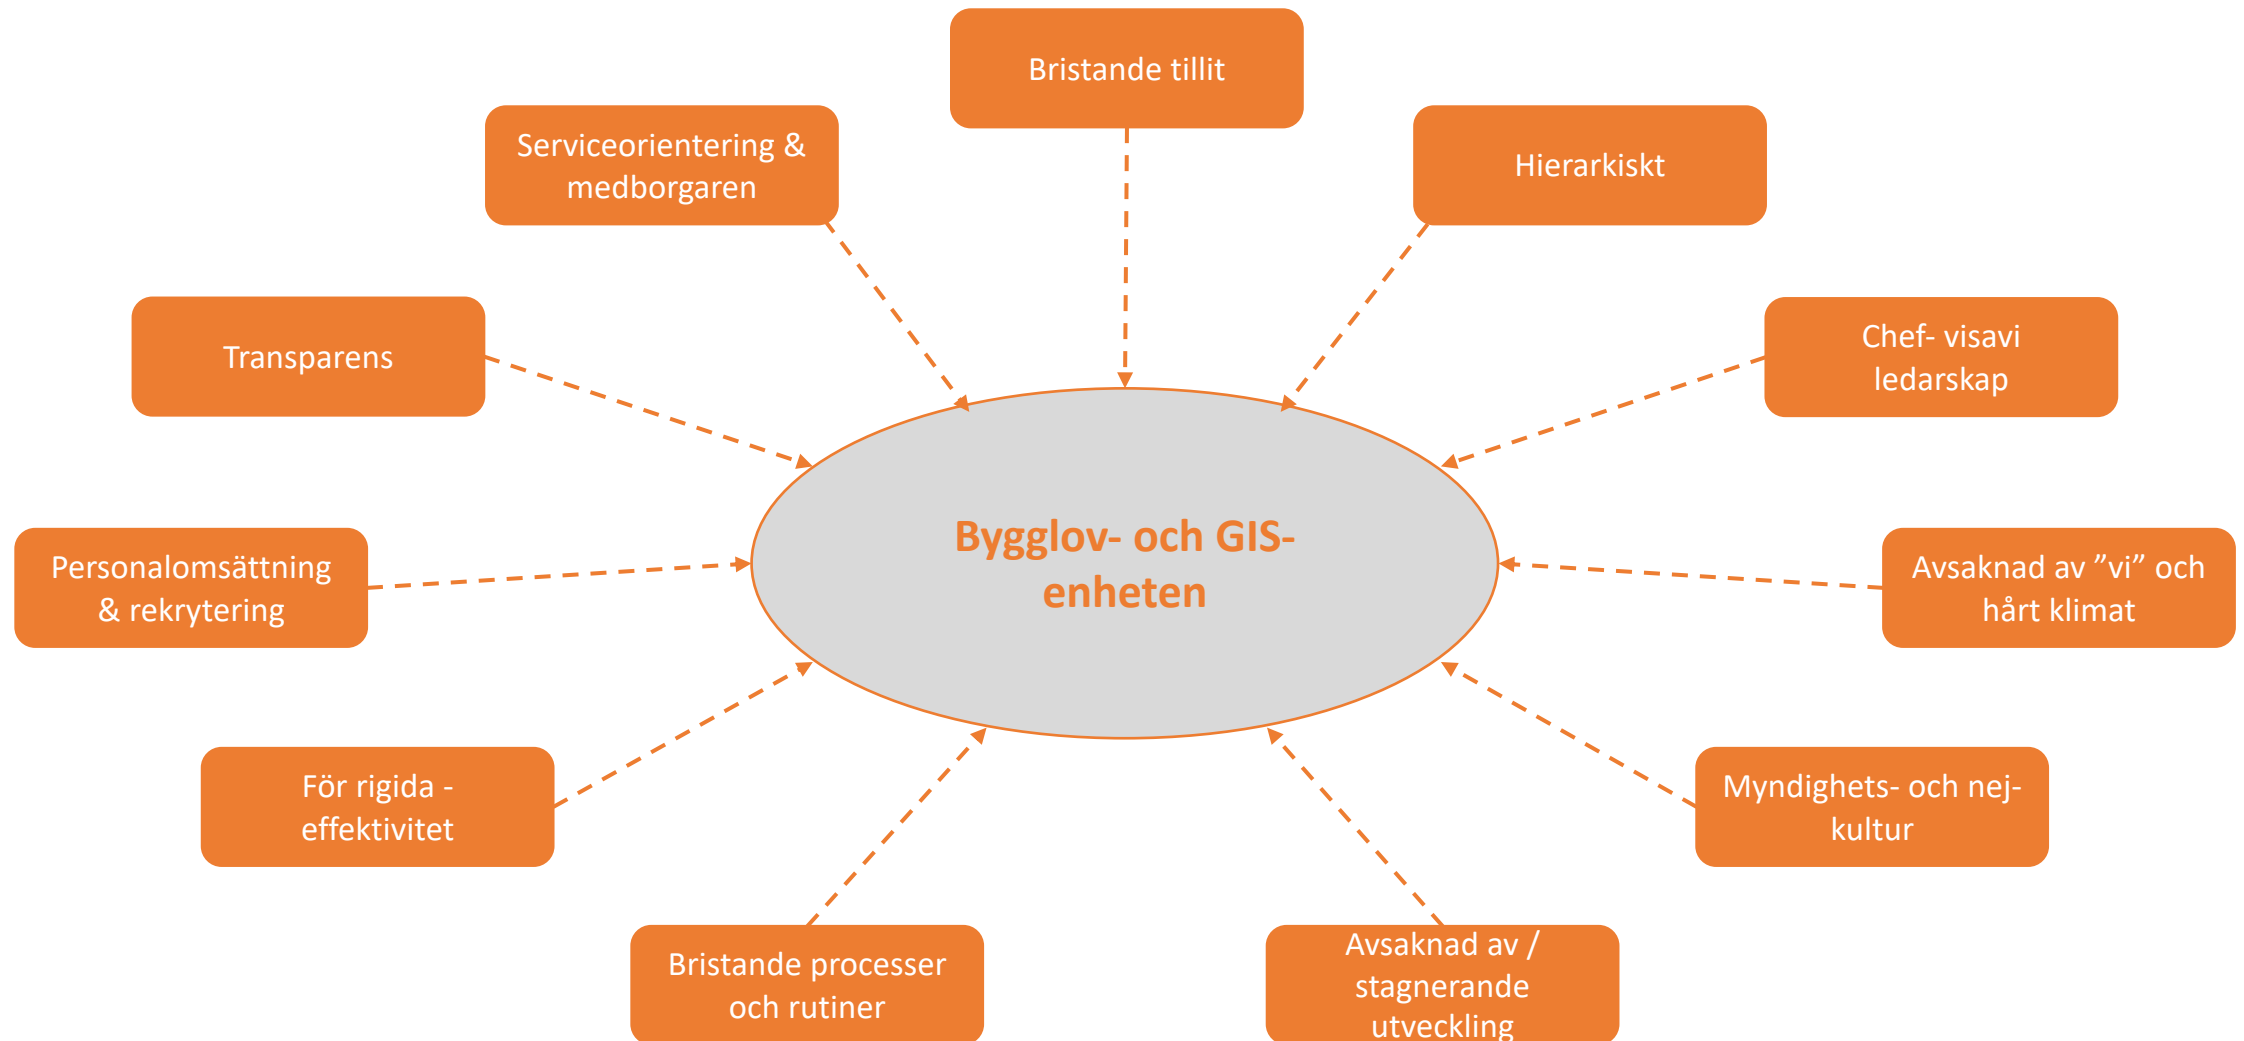 Bristande tillit
Serviceorientering &
medborgaren
Hierarkiskt
Transparens
Chef- visavi
ledarskap
Bygglov- och GIS-
enheten
Personalomsättning
& rekrytering
Avsaknad av ”vi” och
hårt klimat
För rigida -
effektivitet
Myndighets- och nej-
kultur
Bristande processer
och rutiner
Avsaknad av /
stagnerande
utveckling